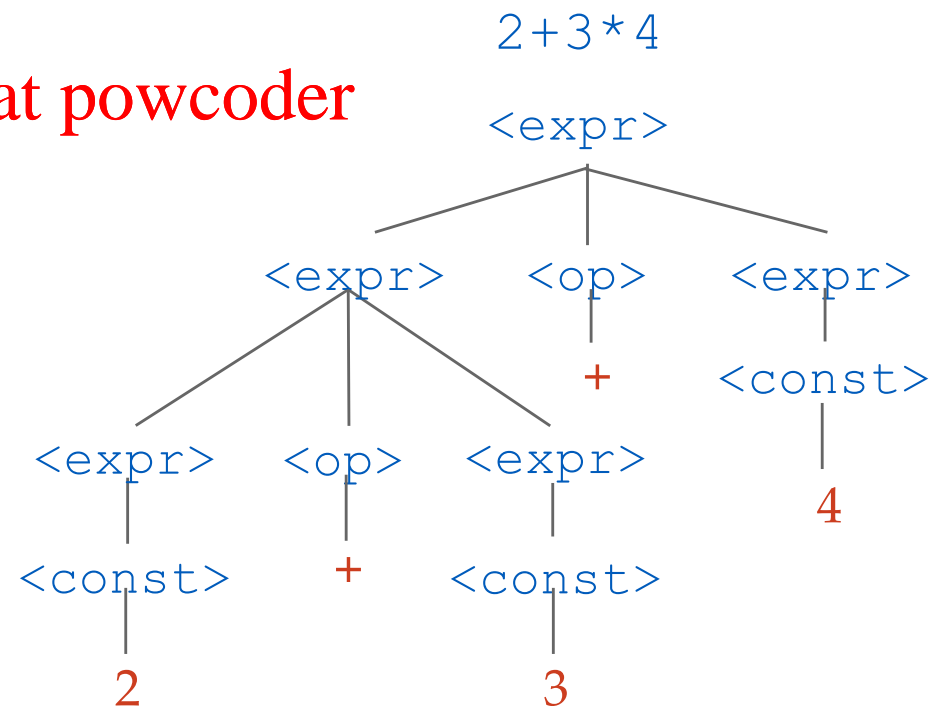 2+3*4
at powcoder
<expr>
<expr> <op> <expr>
+ <const>
<expr> <op> <expr>
4
<const> + <const>
2 3